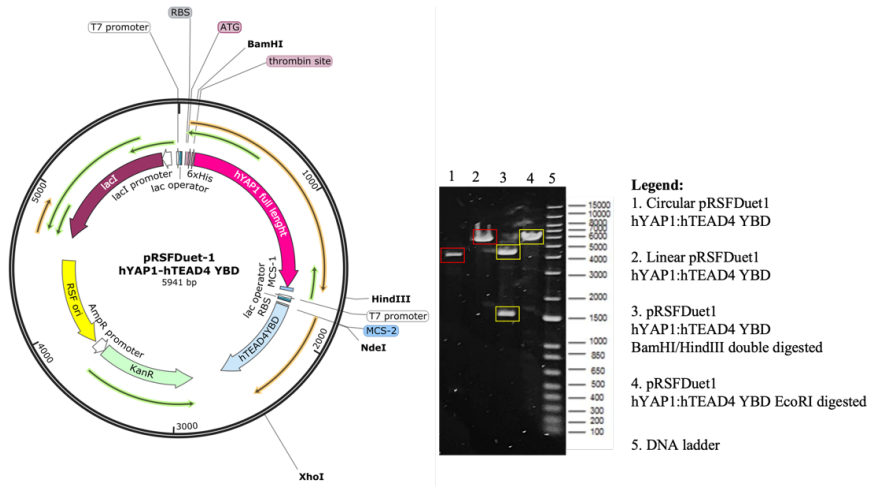 RBS
T7 promoter
ATG
BamHI
thrombin site
1000
2000
3000
4000
5000
lacI
lacI promoter
lac operator
6xHis
hYAP1 full lenght
MCS-1
lac operator
RBS
HindIII
T7 promoter
MCS-2
NdeI
hTEAD4YBD
XhoI
KanR
AmpR promoter
RSF ori
pRSFDuet-1
hYAP1-hTEAD4 YBD
5941 bp
1 2 3 4 5
15000
10000
8000
7000
6000
5000
4000
3000
2000
1500
1000
850
650
500
400
300
200
100
Legend:
1. Circular pRSFDuet1
hYAP1:hTEAD4 YBD
2. Linear pRSFDuet1
hYAP1:hTEAD4 YBD
3. pRSFDuet1
hYAP1:hTEAD4 YBD
BamHI/HindIII double digested
4. pRSFDuet1
hYAP1:hTEAD4 YBD EcoRI digested
5. DNA ladder